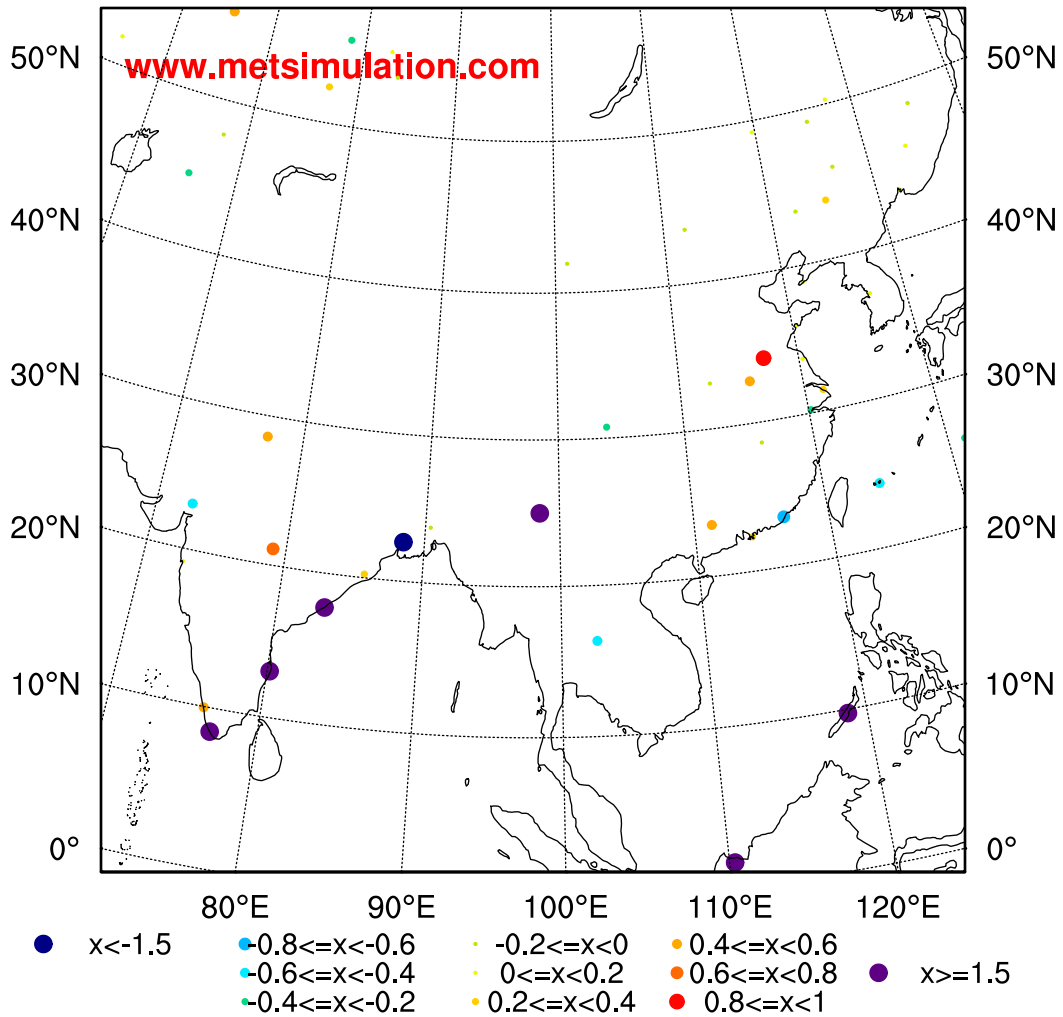 www.metsimulation.com
50°N 50°N
40°N 40°N
30°N 30°N
20°N 20°N
10°N 10°N
0° 0°
80°E 90°E 100°E 110°E 120°E
x<-1.5 -0.8<=x<-0.6 -0.2<=x<0 0.4<=x<0.6
-0.6<=x<-0.4 0<=x<0.2 0.6<=x<0.8 x>=1.5
-0.4<=x<-0.2 0.2<=x<0.4 0.8<=x<1